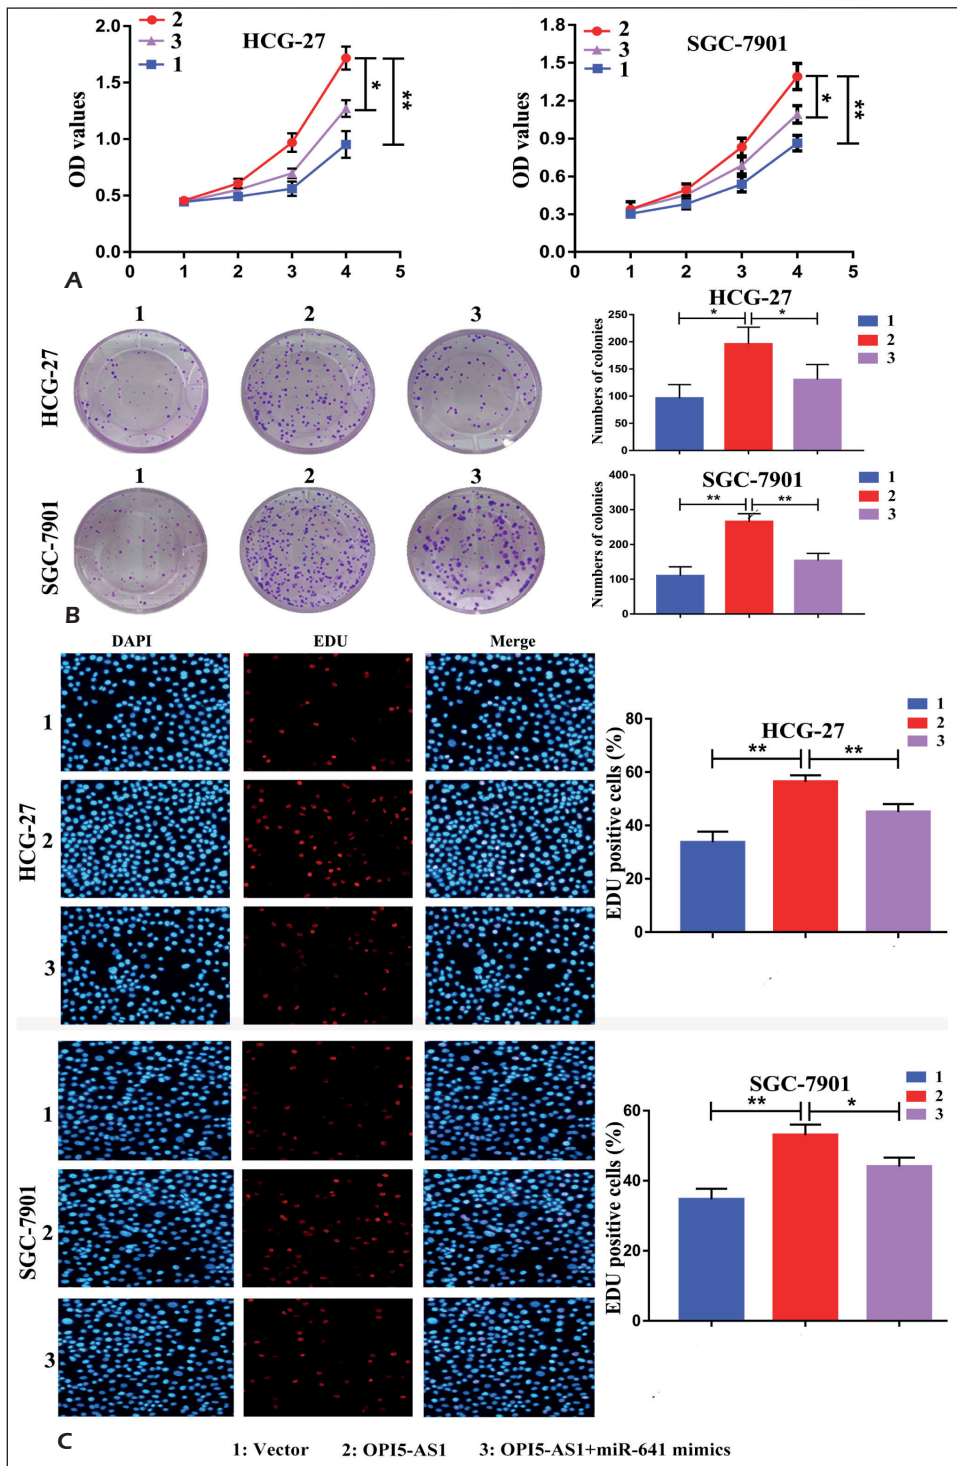 2
3
1
HCG-27
OD values
2.0
1.5
1.0
0.5
0.0
*
**
0 1 2 3 4 5
2
3
1
SGC-7901
OD values
1.8
1.5
1.2
0.9
0.6
0.3
0.0
*
**
0 1 2 3 4 5
A
1 2 3
HCG-27
1 2 3
SGC-7901
HCG-27
Numbers of colonies
250
200
150
100
50
0
* *
1
2
3
SGC-7901
Numbers of colonies
400
300
200
100
0
** **
1
2
3
B
DAPI EDU Merge
1
HCG-27
2
3
1
SGC-7901
2
3
HCG-27
EDU positive cells (%)
80
60
40
20
0
** **
1
2
3
SGC-7901
EDU positive cells (%)
60
40
20
0
** *
1
2
3
C
1: Vector 2: OPI5-AS1 3: OPI5-AS1+miR-641 mimics